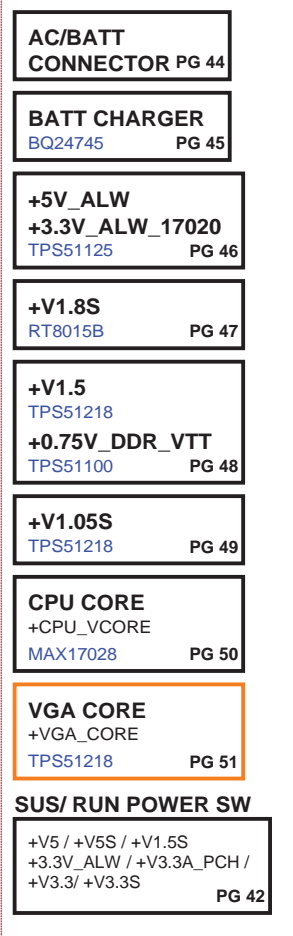 AC/BATT
CONNECTOR PG 44
BATT CHARGER
BQ24745 PG 45
+5V_ALW
+3.3V_ALW_17020
TPS51125 PG 46
+V1.8S
RT8015B PG 47
+V1.5
TPS51218
+0.75V_DDR_VTT
TPS51100 PG 48
+V1.05S
TPS51218 PG 49
CPU CORE
+CPU_VCORE
MAX17028 PG 50
VGA CORE
+VGA_CORE
TPS51218 PG 51
SUS/ RUN POWER SW
+V5 / +V5S / +V1.5S
+3.3V_ALW / +V3.3A_PCH /
+V3.3/ +V3.3S
PG 42